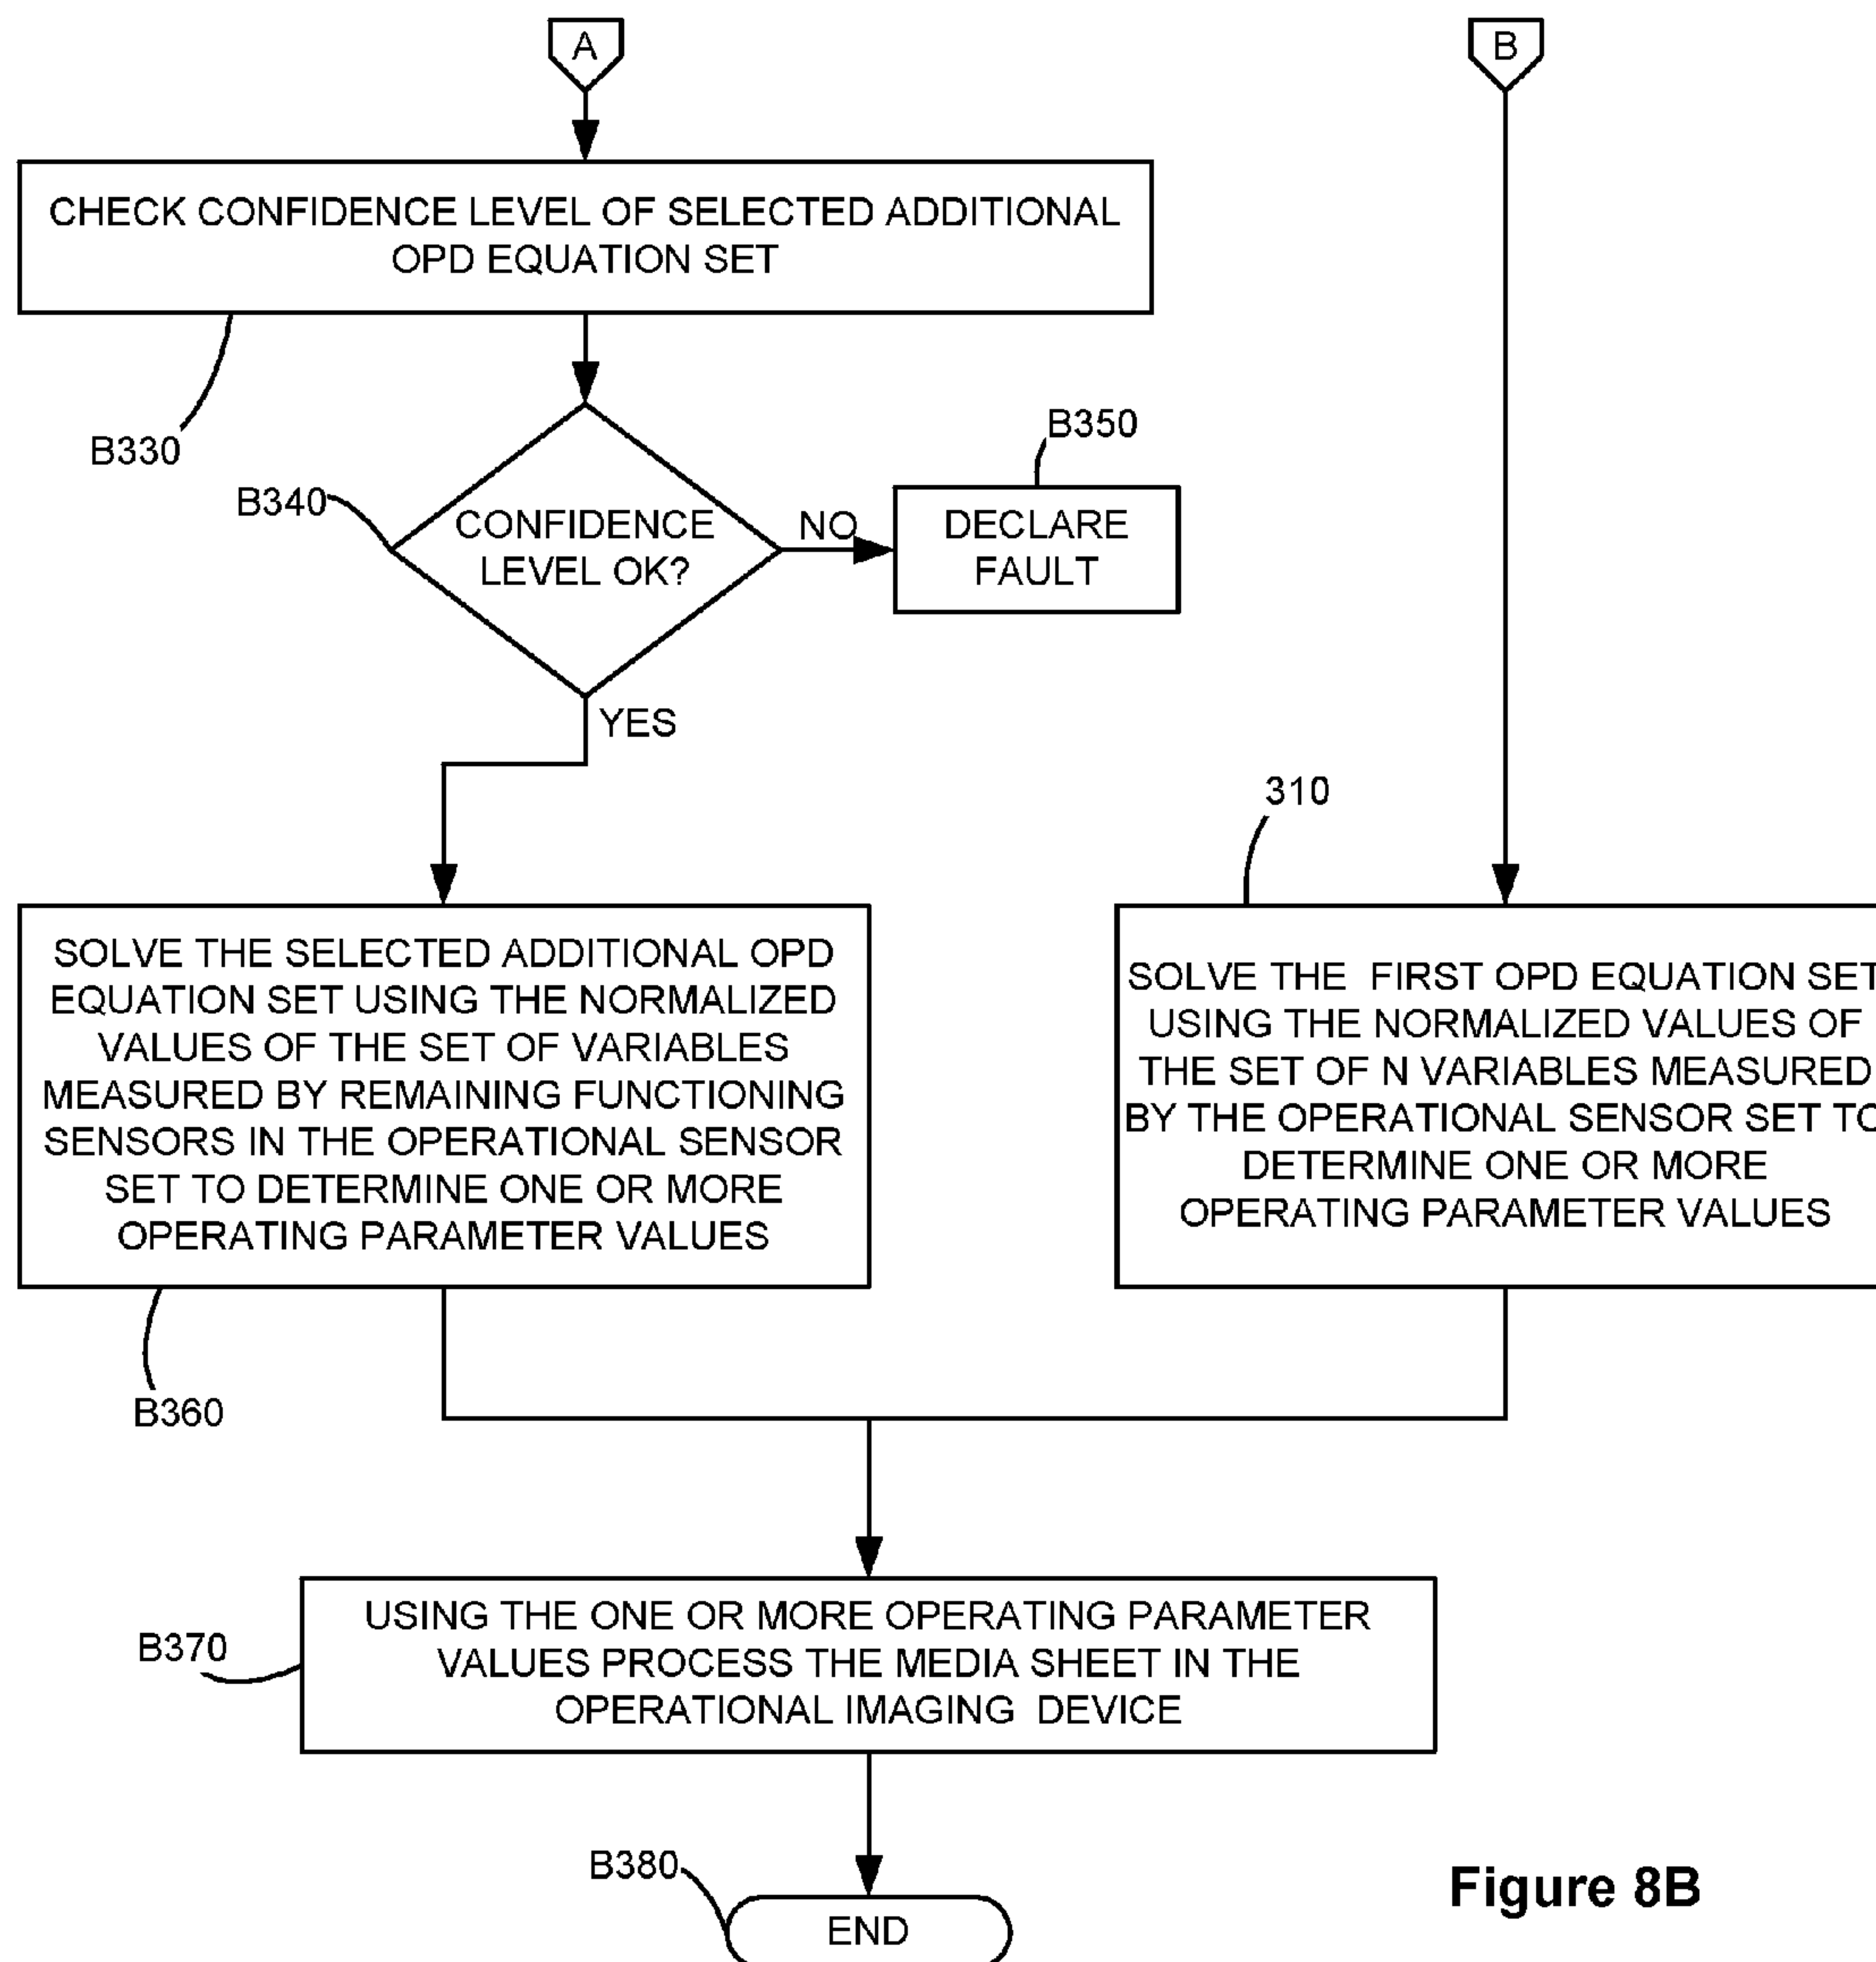 A
B
CHECK CONFIDENCE LEVEL OF SELECTED ADDITIONAL
OPD EQUATION SET
B330
B340
CONFIDENCE
LEVEL OK?
NO
B350
DECLARE
FAULT
YES
310
SOLVE THE SELECTED ADDITIONAL OPD
EQUATION SET USING THE NORMALIZED
VALUES OF THE SET OF VARIABLES
MEASURED BY REMAINING FUNCTIONING
SENSORS IN THE OPERATIONAL SENSOR
SET TO DETERMINE ONE OR MORE
OPERATING PARAMETER VALUES
SOLVE THE FIRST OPD EQUATION SET
USING THE NORMALIZED VALUES OF
THE SET OF N VARIABLES MEASURED
BY THE OPERATIONAL SENSOR SET TO
DETERMINE ONE OR MORE
OPERATING PARAMETER VALUES
B360
B370
USING THE ONE OR MORE OPERATING PARAMETER
VALUES PROCESS THE MEDIA SHEET IN THE
OPERATIONAL IMAGING DEVICE
B380
END
Figure 8B